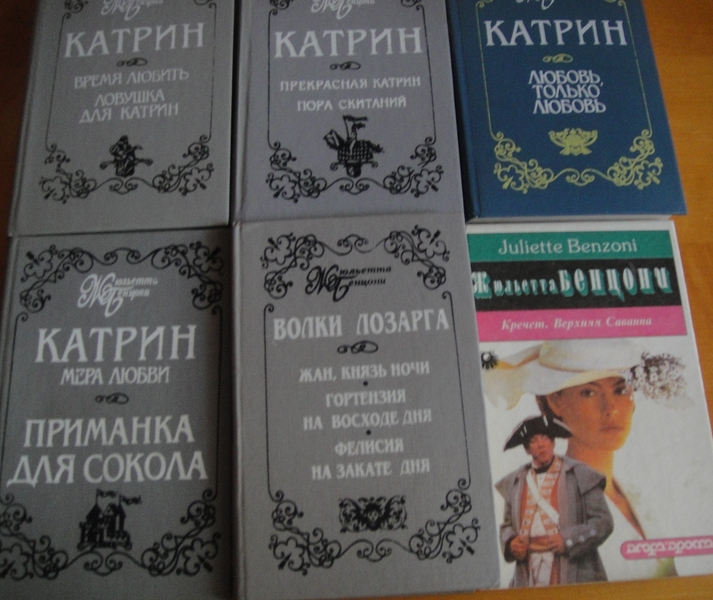 КАТРИН
ВРЕМЯ ЛЮБИТЬ
ЛОВУШКА
ДЛЯ КАТРИН
КАТРИН
ПРЕКРАСНАЯ КАТРИН
ПОРА СКИТАНИЙ
КАТРИН
ЛЮБОВЬ,
ТОЛЬКО
ЛЮБОВЬ
Жюльетта
Бенцони
КАТРИН
МЕРА ЛЮБВИ
ПРИМАНКА
ДЛЯ СОКОЛА
Жюльетта
Бенцони
ВОЛКИ ЛОЗАРГА
ЖАН, КНЯЗЬ НОЧИ
ГОРТЕНЗИЯ
НА ВОСХОДЕ ДНЯ
ФЕЛИСИЯ
НА ЗАКАТЕ ДНЯ
Juliette Benzoni
Жюльетта БЕНЦОНИ
Кречет. Верхняя Саванна